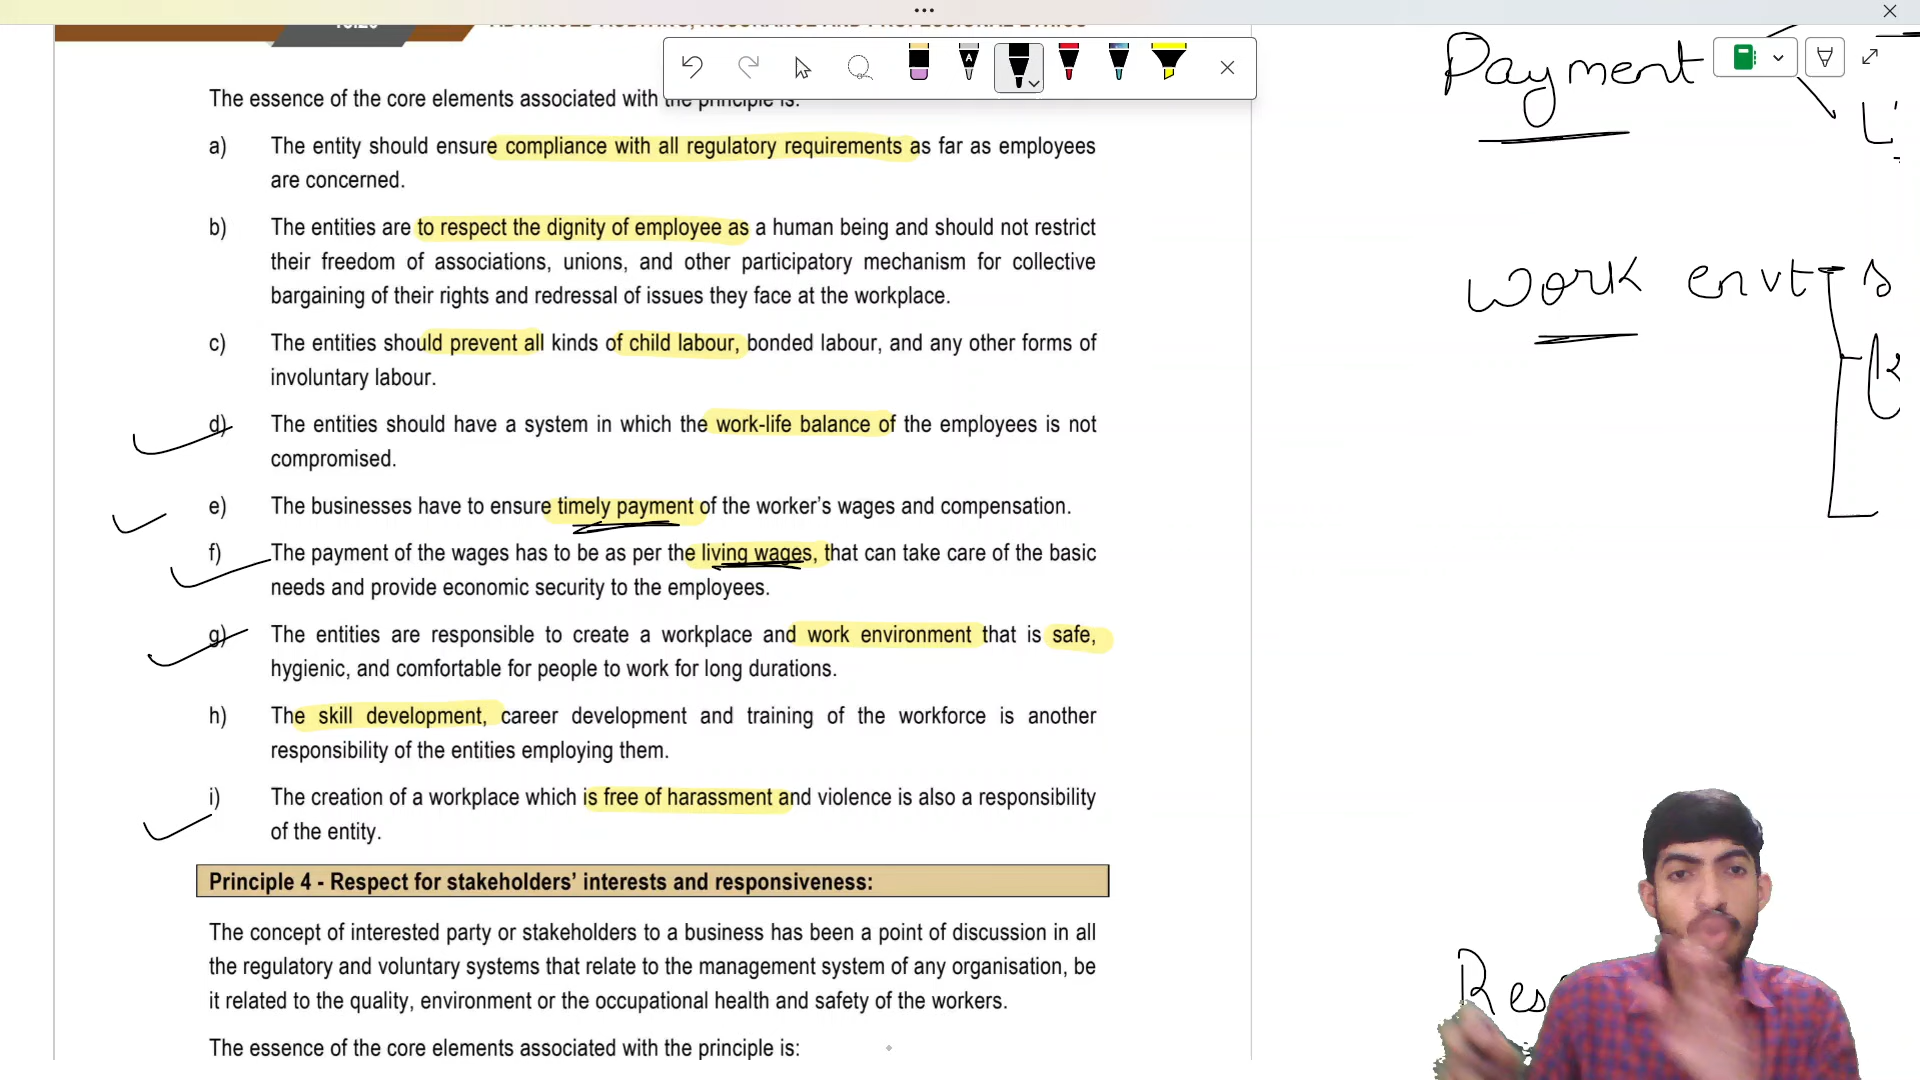 ADVANCED AUDITING, ASSURANCE AND PROFESSIONAL ETHICS
The essence of the core elements associated with the principle is:
a) The entity should ensure compliance with all regulatory requirements as far as employees
are concerned.
b) The entities are to respect the dignity of employee as a human being and should not restrict
their freedom of associations, unions, and other participatory mechanism for collective
bargaining of their rights and redressal of issues they face at the workplace.
c) The entities should prevent all kinds of child labour, bonded labour, and any other forms of
involuntary labour.
d) The entities should have a system in which the work-life balance of the employees is not
compromised.
e) The businesses have to ensure timely payment of the worker’s wages and compensation.
f) The payment of the wages has to be as per the living wages, that can take care of the basic
needs and provide economic security to the employees.
g) The entities are responsible to create a workplace and work environment that is safe,
hygienic, and comfortable for people to work for long durations.
h) The skill development, career development and training of the workforce is another
responsibility of the entities employing them.
i) The creation of a workplace which is free of harassment and violence is also a responsibility
of the entity.
Principle 4 - Respect for stakeholders’ interests and responsiveness:
The concept of interested party or stakeholders to a business has been a point of discussion in all
the regulatory and voluntary systems that relate to the management system of any organisation, be
it related to the quality, environment or the occupational health and safety of the workers.
The essence of the core elements associated with the principle is:
Payment
work envt s
Res